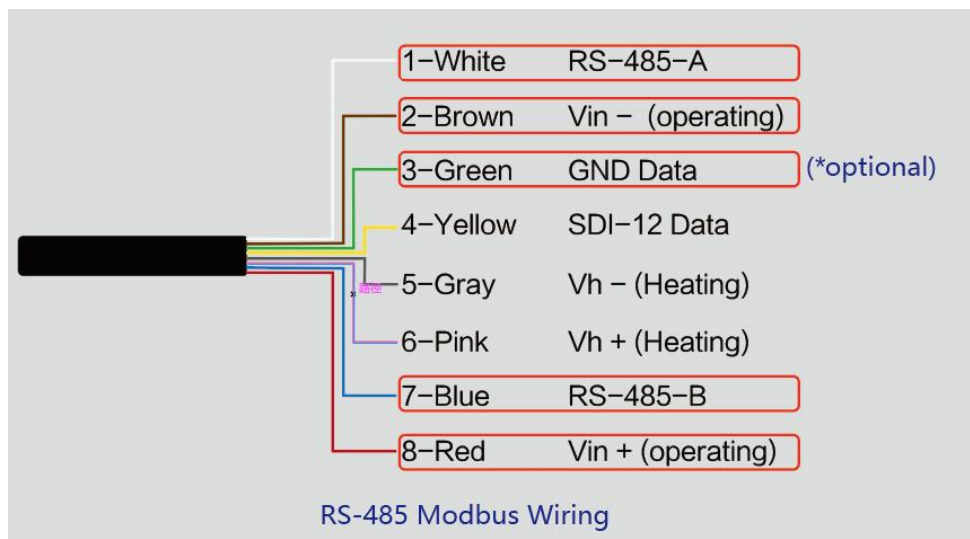 1-White RS-485-A
2-Brown Vin - (operating)
3-Green GND Data (*optional)
4-Yellow SDI-12 Data
路径
5-Gray Vh - (Heating)
6-Pink Vh + (Heating)
7-Blue RS-485-B
8-Red Vin + (operating)
RS-485 Modbus Wiring